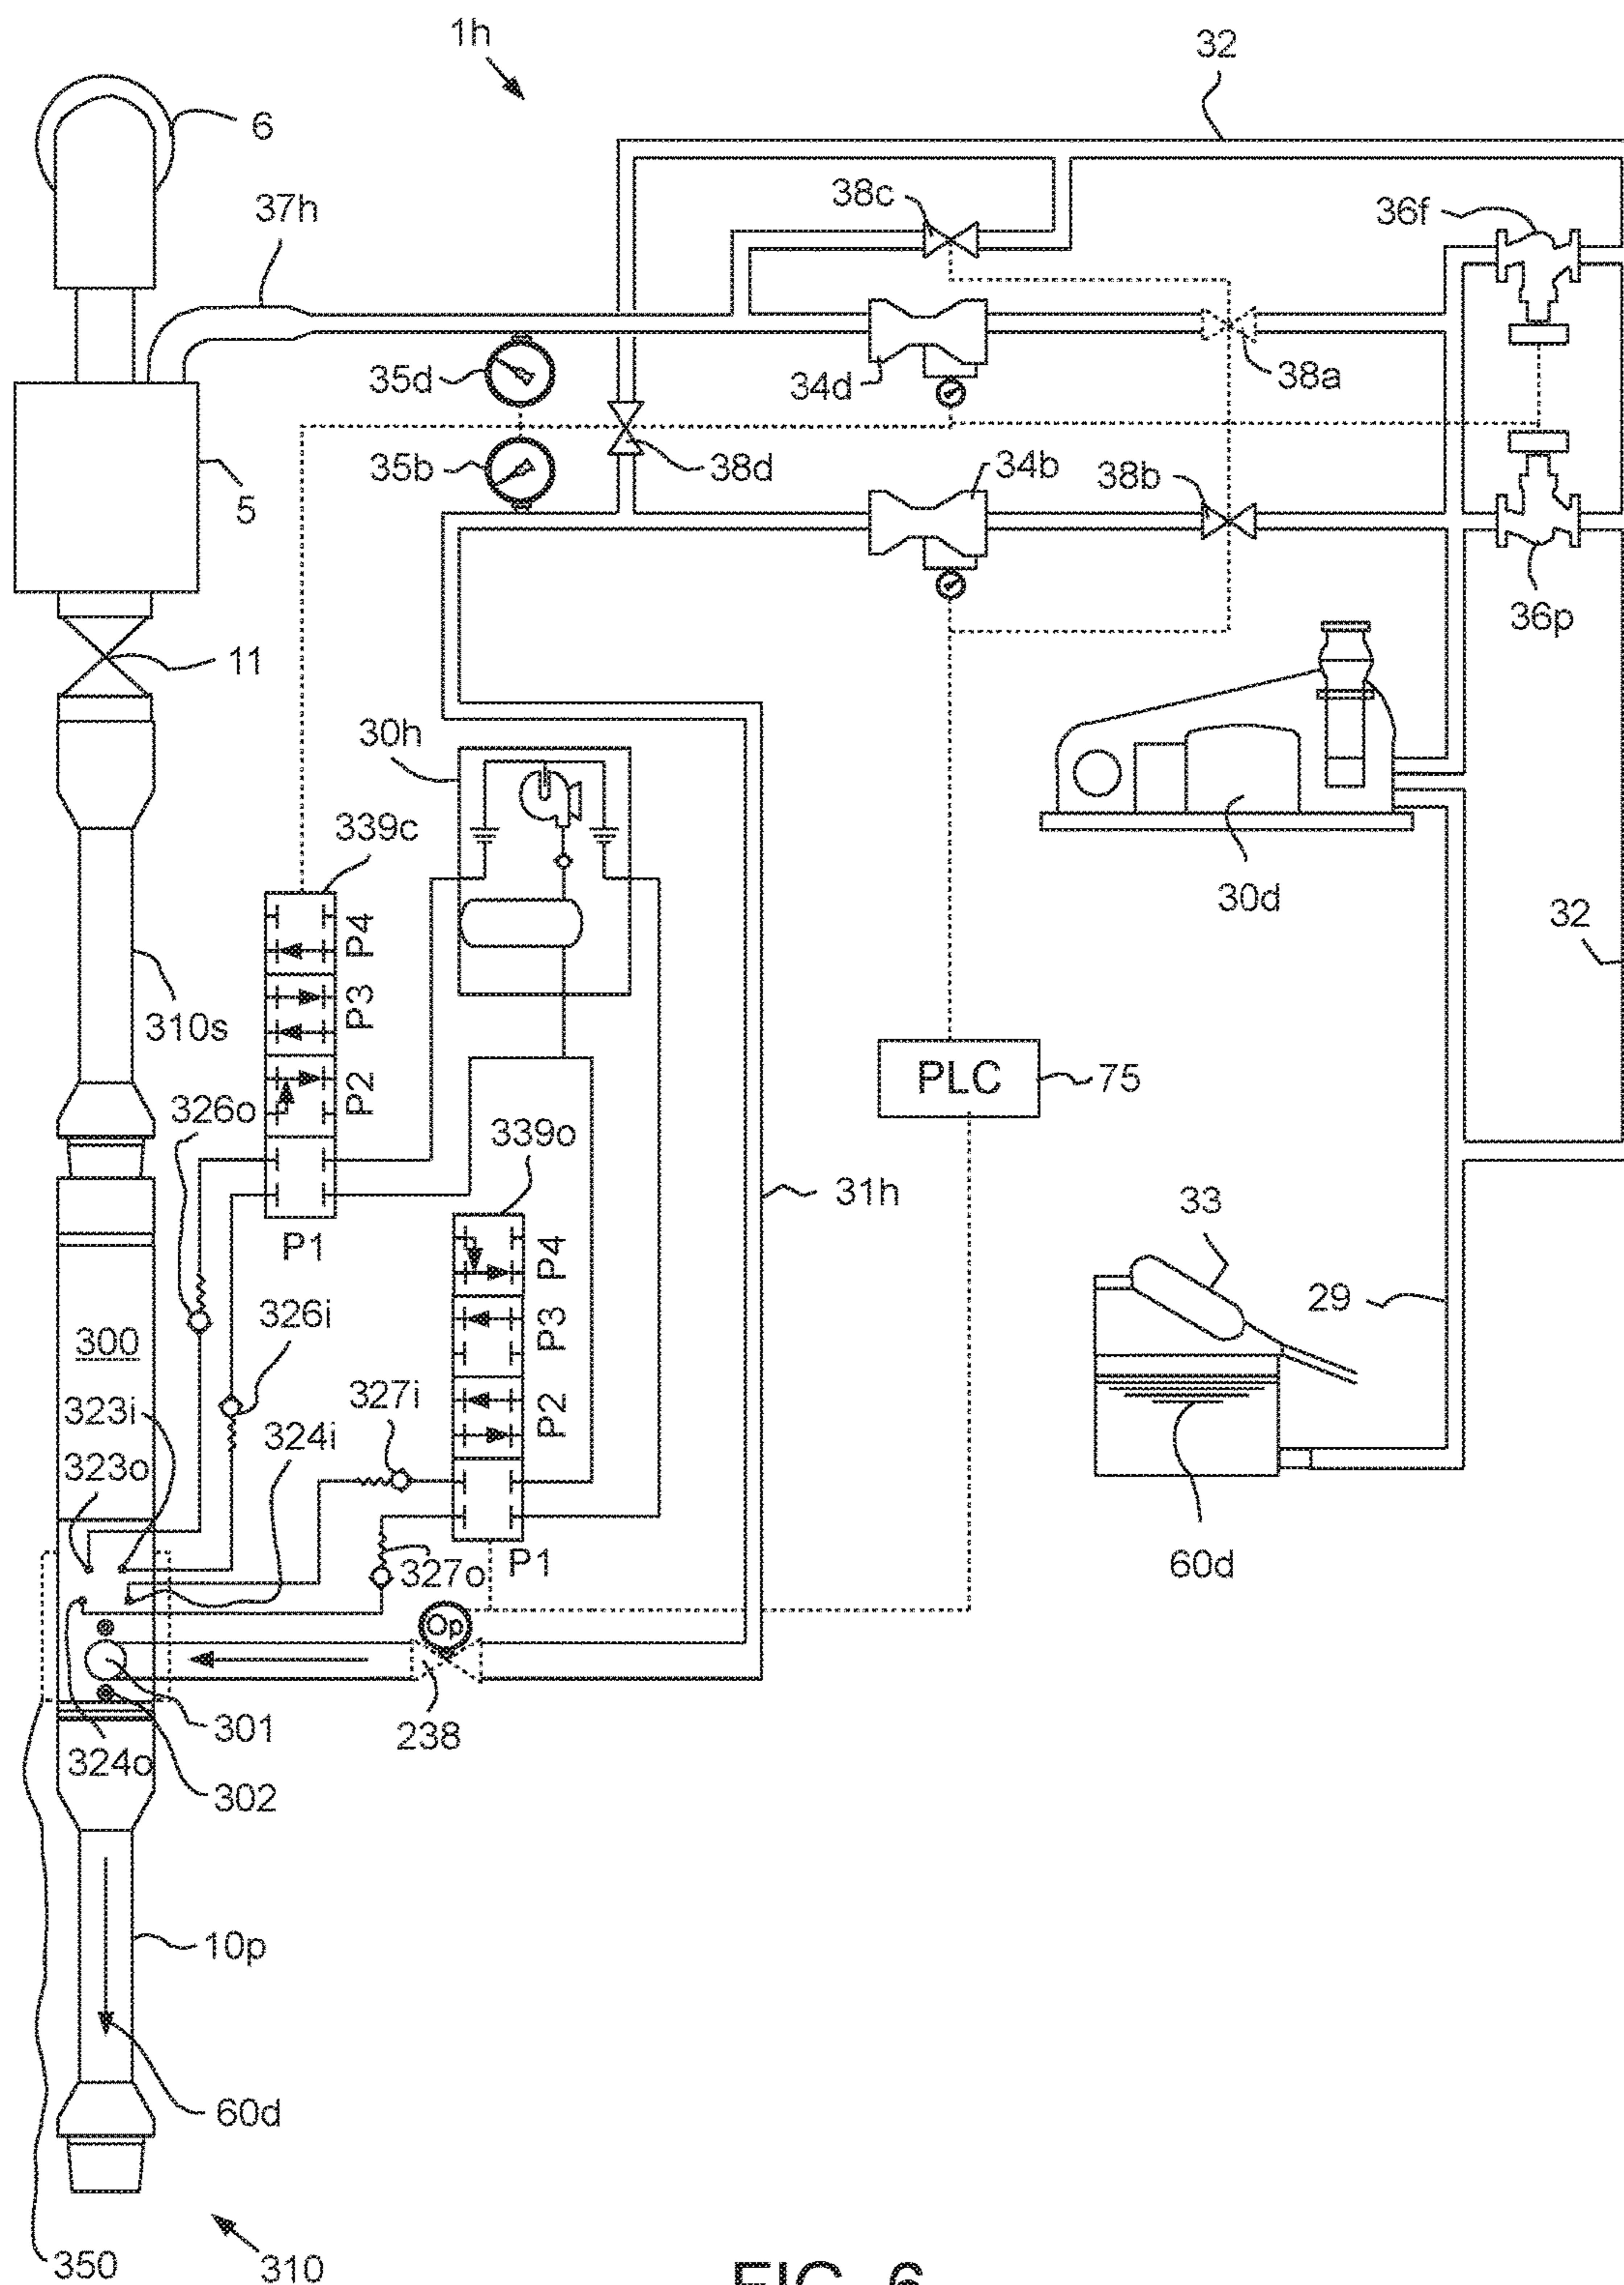 1h
32
6
38c
36f
37h
35d
34d
38a
35b
38d
34b
38b
5
36p
11
30h
339c
30d
P4
32
P3
310s
P2
PLC
75
326o
339o
31h
33
P1
P4
29
326i
P3
300
323i
327i
P2
324i
323o
60d
P1
327o
Op
301
238
324o
302
10p
60d
350
310
FIG. 6